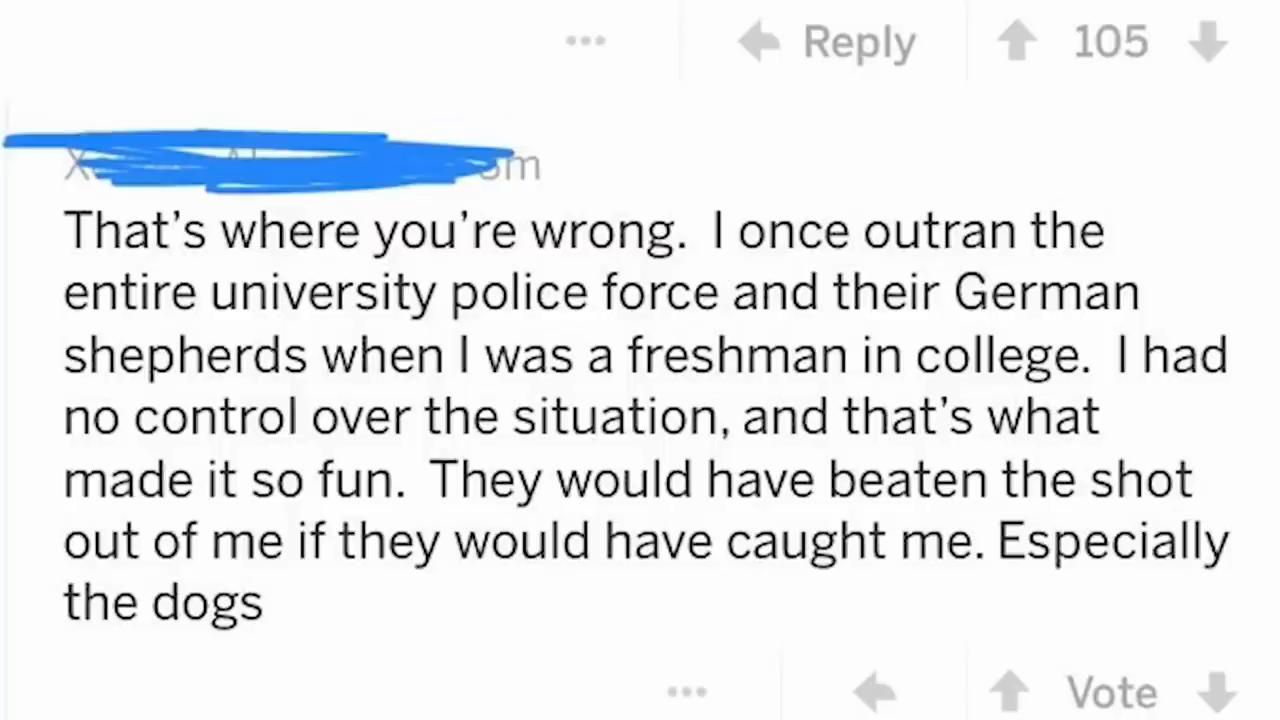 Reply 105
That's where you're wrong.  I once outran the
entire university police force and their German
shepherds when I was a freshman in college.  I had
no control over the situation, and that's what
made it so fun.  They would have beaten the shot
out of me if they would have caught me. Especially
the dogs
Vote